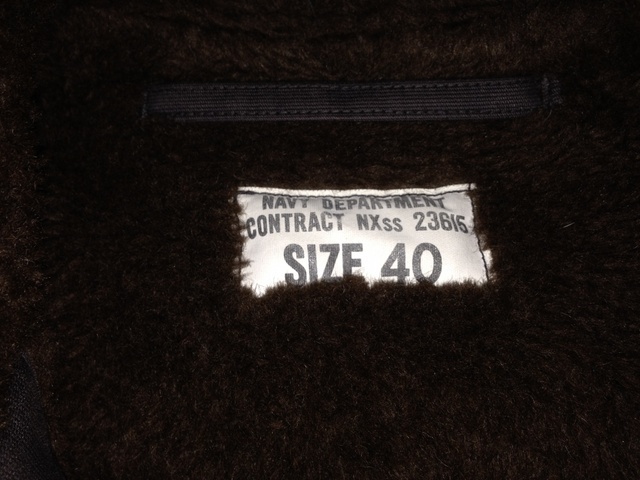 NAVY DEPARTMENT
CONTRACT NXss 23616
SIZE 40